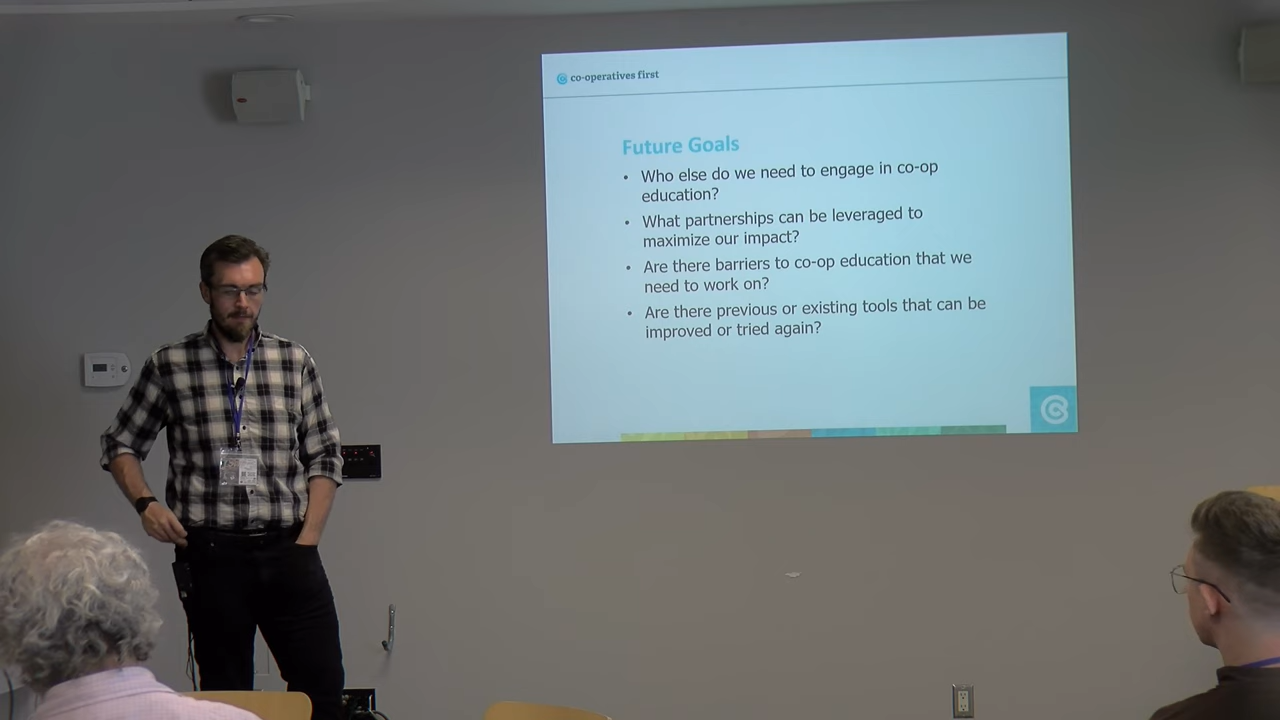 co-operatives first
Future Goals
• Who else do we need to engage in co-op
education?
• What partnerships can be leveraged to
maximize our impact?
• Are there barriers to co-op education that we
need to work on?
• Are there previous or existing tools that can be
improved or tried again?